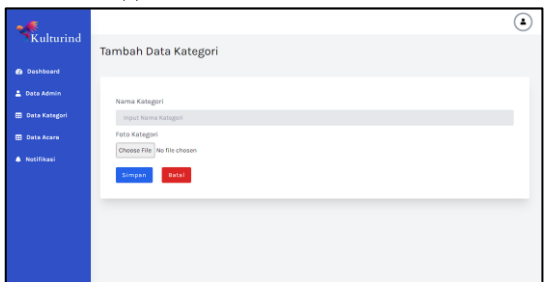 Kulturind
Tambah Data Kategori
Dashboard
Data Admin
Data Kategori
Data Acara
Notifikasi
Nama Kategori
Input Nama Kategori
Foto Kategori
Choose File No file chosen
Simpan Batal